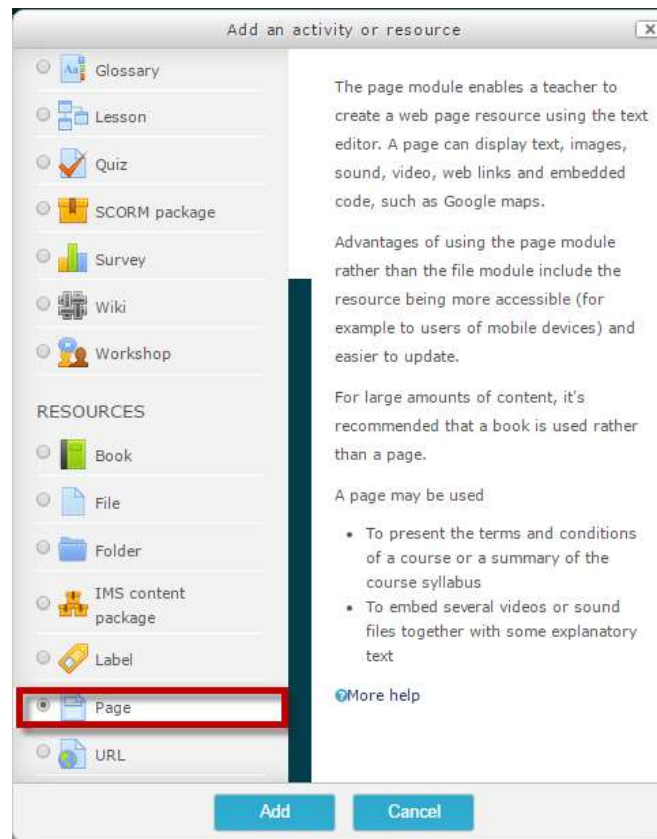 Add an activity or resource
x
Aa
Glossary
Lesson
Quiz
SCORM package
Survey
Wiki
Workshop
RESOURCES
Book
File
Folder
IMS content
package
Label
Page
URL
The page module enables a teacher to
create a web page resource using the text
editor. A page can display text, images,
sound, video, web links and embedded
code, such as Google maps.
Advantages of using the page module
rather than the file module include the
resource being more accessible (for
example to users of mobile devices) and
easier to update.
For large amounts of content, it's
recommended that a book is used rather
than a page.
A page may be used
• To present the terms and conditions
of a course or a summary of the
course syllabus
• To embed several videos or sound
files together with some explanatory
text
?More help
Add
Cancel